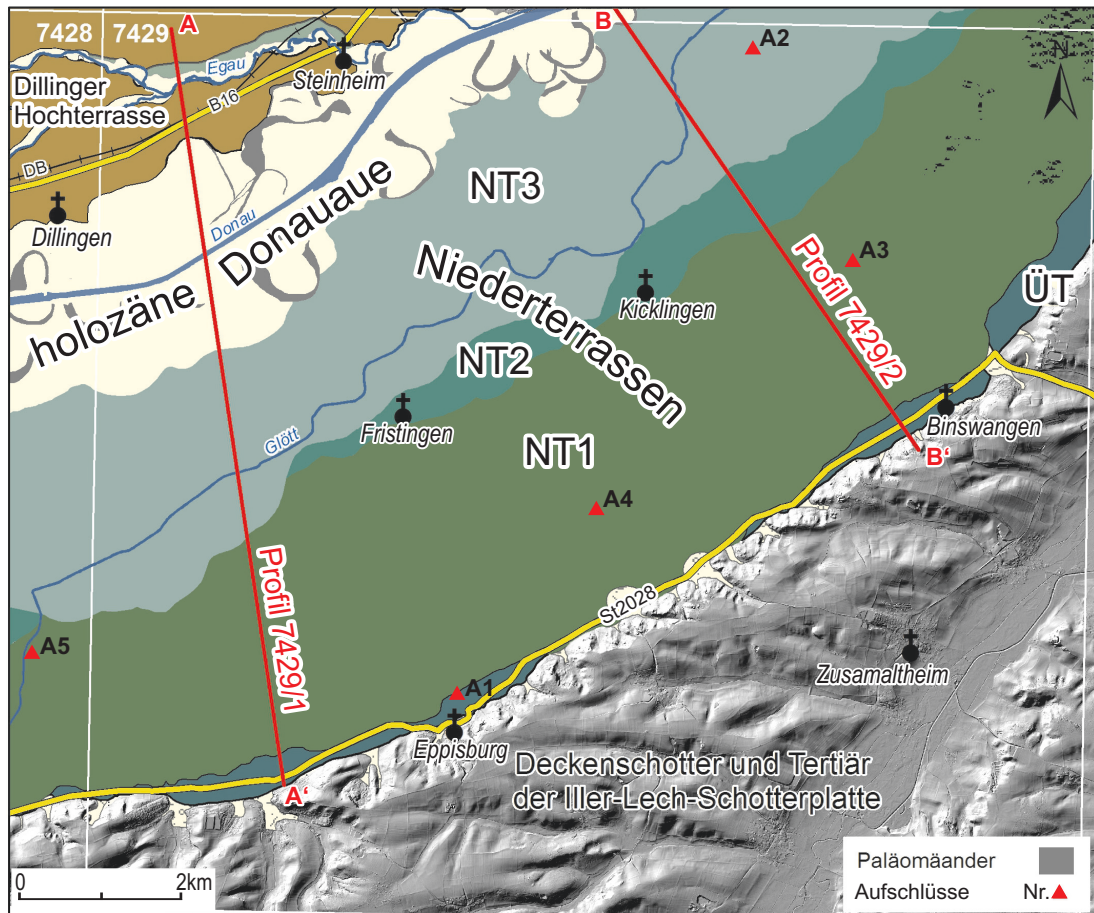 7428 7429
A
B
A2
N
Egau
Steinheim
Dillinger
Hochterrasse
B16
DB
NT3
Donau
Dillingen
holozäne Donauaue
Niederterrassen
A3
Kicklingen
ÜT
Profil 7429/2
NT2
Fristingen
Binswangen
Glött
NT1
B‘
A4
Profil 7429/1
St2028
A5
Zusamaltheim
A1
Eppisburg
Deckenschotter und Tertiär
der Iller-Lech-Schotterplatte
A‘
Paläomäander
Aufschlüsse Nr.
0 2km